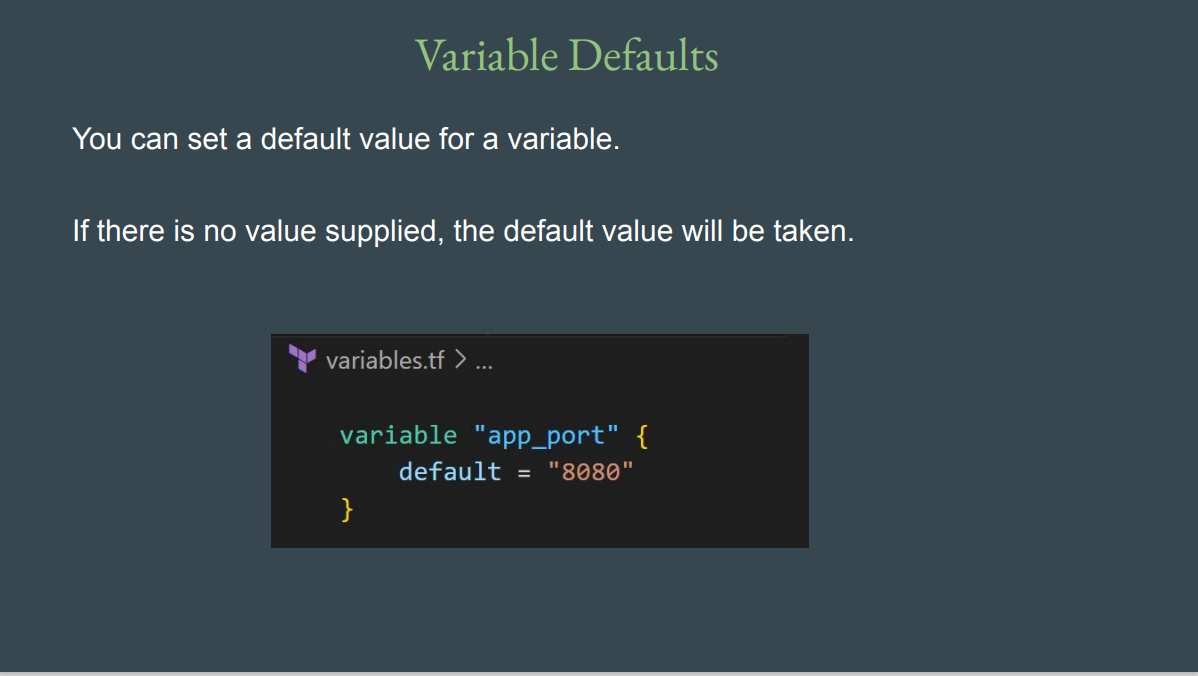 Variable Defaults
You can set a default value for a variable.
If there is no value supplied, the default value will be taken.
variables.tf > ...
variable "app_port" {
    default = "8080"
}